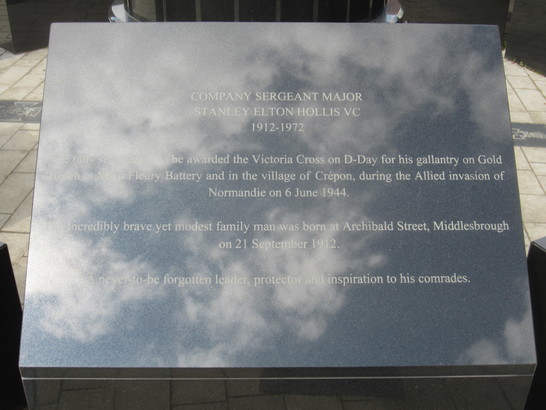 COMPANY SERGEANT MAJOR
STANLEY ELTON HOLLIS VC
1912-1972
be awarded the Victoria Cross on D-Day for his gallantry on Gold
Fleury Battery and in the village of Crépon, during the Allied invasion of
Normandie on 6 June 1944.
incredibly brave yet modest family man was born at Archibald Street, Middlesbrough
on 21 September 1912.
A never-to-be forgotten leader, protector and inspiration to his comrades.